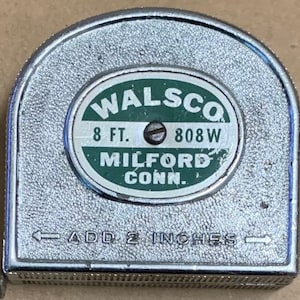 WALSCO
8 FT. 808W
MILFORD
CONN.
← ADD 2 INCHES →